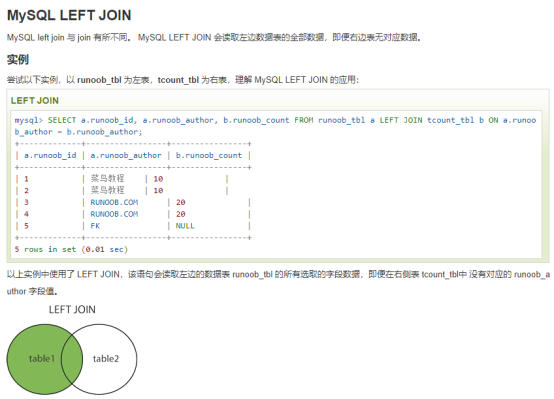 MySQL LEFT JOIN
MySQL left join 与 join 有所不同。 MySQL LEFT JOIN 会读取左边数据表的全部数据，即便右边表无对应数据。
实例
尝试以下实例，以 runoob_tbl 为左表，tcount_tbl 为右表，理解 MySQL LEFT JOIN 的应用：
LEFT JOIN
mysql> SELECT a.runoob_id, a.runoob_author, b.runoob_count FROM runoob_tbl a LEFT JOIN tcount_tbl b ON a.runoo
b_author = b.runoob_author;
+-------------+-----------------+----------------+
| a.runoob_id | a.runoob_author | b.runoob_count |
+-------------+-----------------+----------------+
| 1 | 菜鸟教程 | 10 |
| 2 | 菜鸟教程 | 10 |
| 3 | RUNOOB.COM | 20 |
| 4 | RUNOOB.COM | 20 |
| 5 | FK | NULL |
+-------------+-----------------+----------------+
5 rows in set (0.01 sec)
以上实例中使用了 LEFT JOIN，该语句会读取左边的数据表 runoob_tbl 的所有选取的字段数据，即便在右侧表 tcount_tbl中 没有对应的 runoob_a
uthor 字段值。
LEFT JOIN
table1
table2